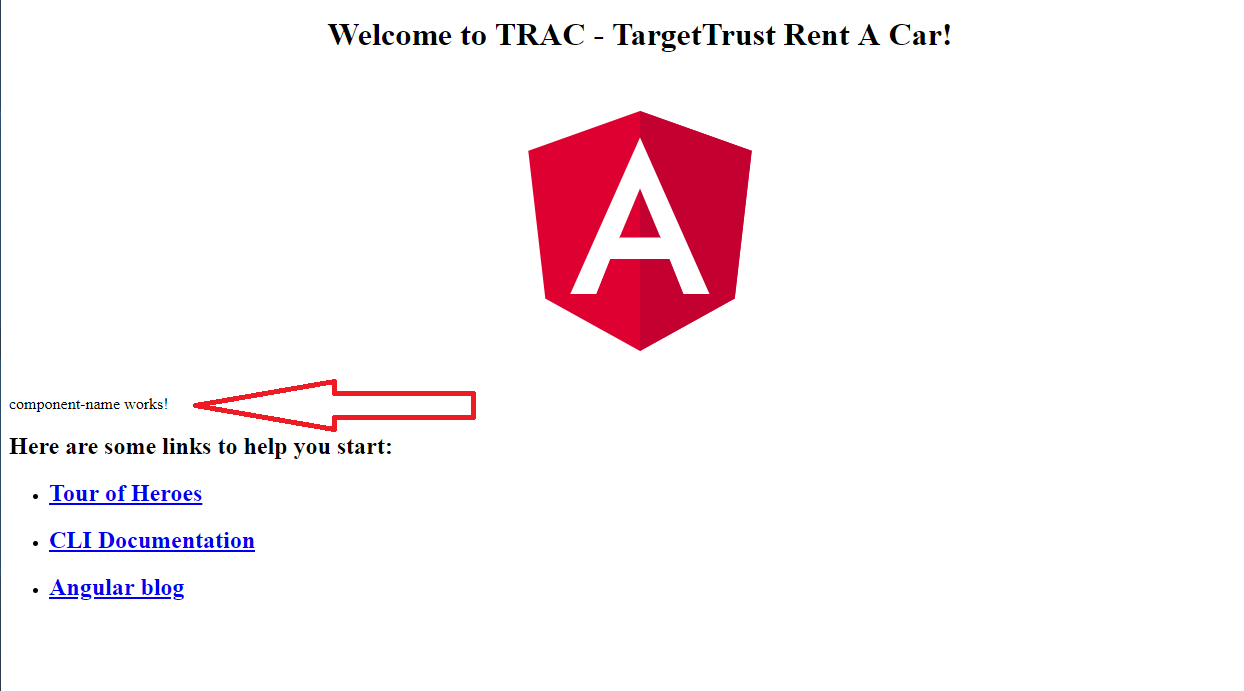 Welcome to TRAC - TargetTrust Rent A Car!
A
component-name works!
Here are some links to help you start:
Tour of Heroes
CLI Documentation
Angular blog